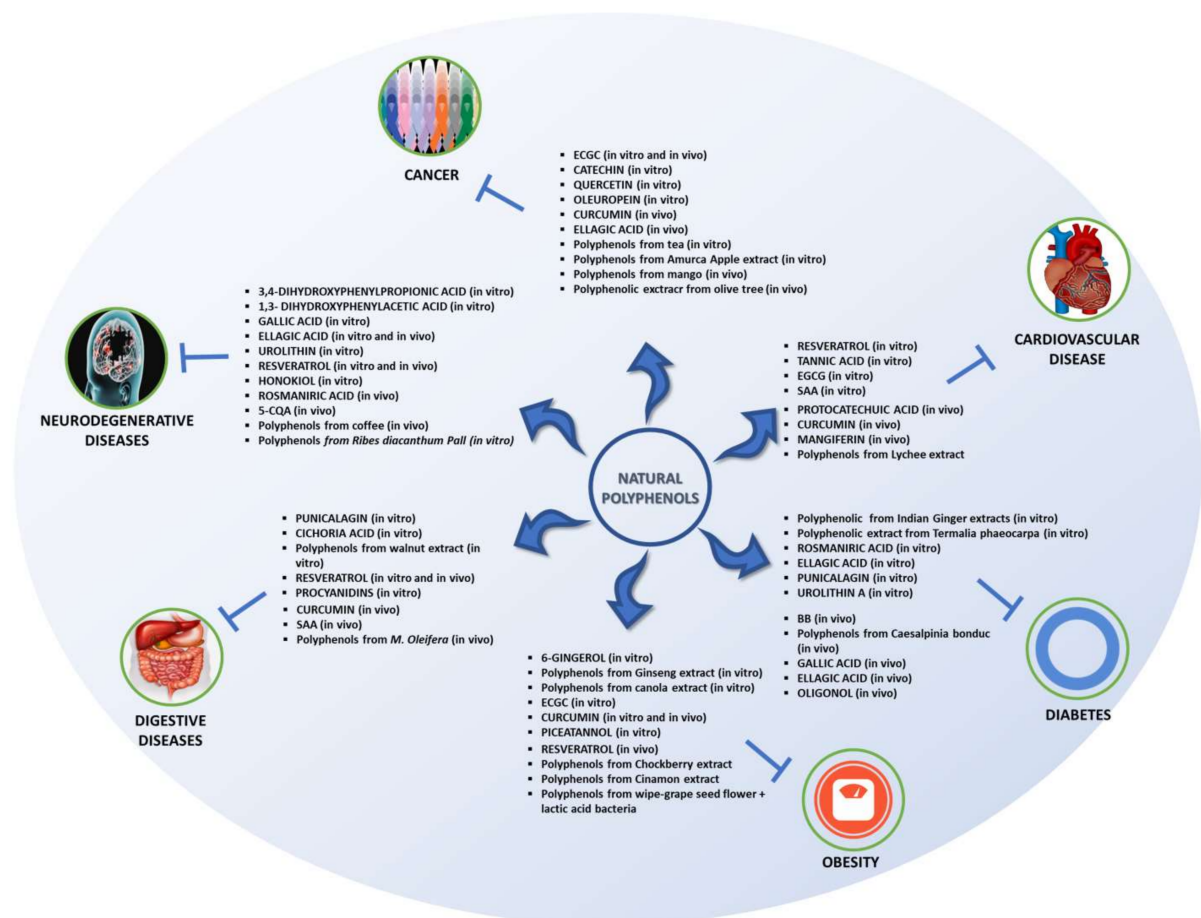 CANCER
▪ ECGC (in vitro and in vivo)
▪ CATECHIN (in vitro)
▪ QUERCETIN (in vitro)
▪ OLEUROPEIN (in vitro)
▪ CURCUMIN (in vivo)
▪ ELLAGIC ACID (in vivo)
▪ Polyphenols from tea (in vitro)
▪ Polyphenols from Amurca Apple extract (in vitro)
▪ Polyphenols from mango (in vivo)
▪ Polyphenolic exctracr from olive tree (in vivo)
CARDIOVASCULAR
DISEASE
▪ RESVERATROL (in vitro)
▪ TANNIC ACID (in vitro)
▪ EGCG (in vitro)
▪ SAA (in vitro)
▪ PROTOCATECHUIC ACID (in vivo)
▪ CURCUMIN (in vivo)
▪ MANGIFERIN (in vivo)
▪ Polyphenols from Lychee extract
NEURODEGENERATIVE
DISEASES
▪ 3,4-DIHYDROXYPHENYLPROPIONIC ACID (in vitro)
▪ 1,3- DIHYDROXYPHENYLACETIC ACID (in vitro)
▪ GALLIC ACID (in vitro)
▪ ELLAGIC ACID (in vitro and in vivo)
▪ UROLITHIN (in vitro)
▪ RESVERATROL (in vitro and in vivo)
▪ HONOKIOL (in vitro)
▪ ROSMANIRIC ACID (in vivo)
▪ 5-CQA (in vivo)
▪ Polyphenols from coffee (in vivo)
▪ Polyphenols from Ribes diacanthum Pall (in vitro)
NATURAL
POLYPHENOLS
▪ PUNICALAGIN (in vitro)
▪ CICHORIA ACID (in vitro)
▪ Polyphenols from walnut extract (in
vitro)
▪ RESVERATROL (in vitro and in vivo)
▪ PROCYANIDINS (in vitro)
▪ CURCUMIN (in vivo)
▪ SAA (in vivo)
▪ Polyphenols from M. Oleifera (in vivo)
DIGESTIVE
DISEASES
▪ Polyphenolic from Indian Ginger extracts (in vitro)
▪ Polyphenolic extract from Termalia phaeocarpa (in vitro)
▪ ROSMANIRIC ACID (in vitro)
▪ ELLAGIC ACID (in vitro)
▪ PUNICALAGIN (in vitro)
▪ UROLITHIN A (in vitro)
▪ BB (in vivo)
▪ Polyphenols from Caesalpinia bonduc
(in vivo)
▪ GALLIC ACID (in vivo)
▪ ELLAGIC ACID (in vivo)
▪ OLIGONOL (in vivo)
DIABETES
▪ 6-GINGEROL (in vitro)
▪ Polyphenols from Ginseng extract (in vitro)
▪ Polyphenols from canola extract (in vitro)
▪ ECGC (in vitro)
▪ CURCUMIN (in vitro and in vivo)
▪ PICEATANNOL (in vitro)
▪ RESVERATROL (in vivo)
▪ Polyphenols from Chockberry extract
▪ Polyphenols from Cinamon extract
▪ Polyphenols from wipe-grape seed flower +
lactic acid bacteria
OBESITY